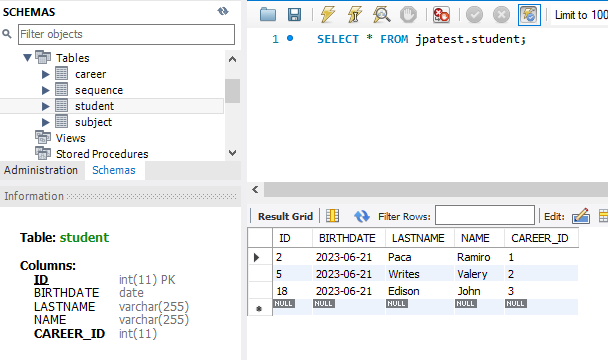 SCHEMAS
Filter objects
Tables
career
sequence
student
subject
Views
Stored Procedures
Administration Schemas
Information
Table: student
Columns:
ID int(11) PK
BIRTHDATE date
LASTNAME varchar(255)
NAME varchar(255)
CAREER_ID int(11)
Limit to 100
1 SELECT * FROM jpatest.student;
Result Grid Filter Rows: Edit:
ID BIRTHDATE LASTNAME NAME CAREER_ID
2 2023-06-21 Paca Ramiro 1
5 2023-06-21 Writes Valery 2
18 2023-06-21 Edison John 3
NULL NULL NULL NULL NULL